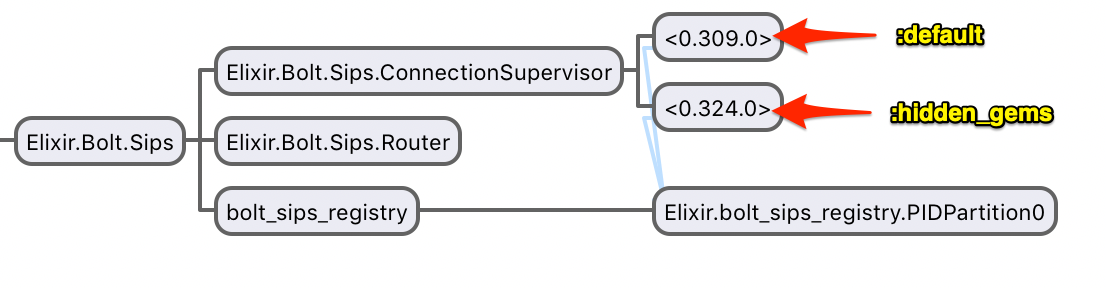 <0.309.0>
:default
Elixir.Bolt.Sips.ConnectionSupervisor
<0.324.0>
:hidden_gems
Elixir.Bolt.Sips
Elixir.Bolt.Sips.Router
bolt_sips_registry
Elixir.bolt_sips_registry.PIDPartition0